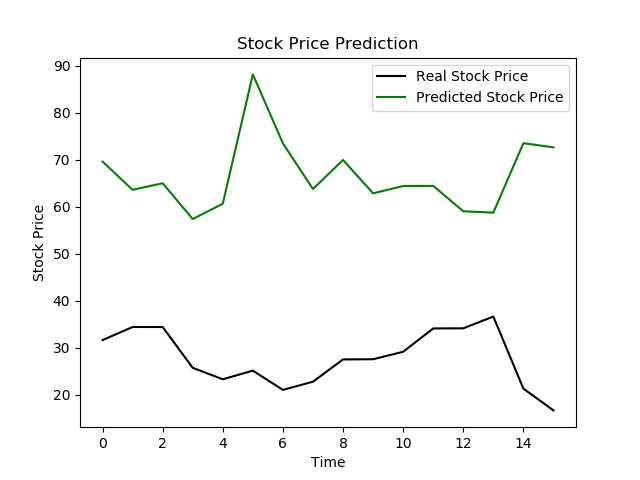 Stock Price Prediction
Real Stock Price
Predicted Stock Price
Stock Price
90
80
70
60
50
40
30
20
0 2 4 6 8 10 12 14
Time